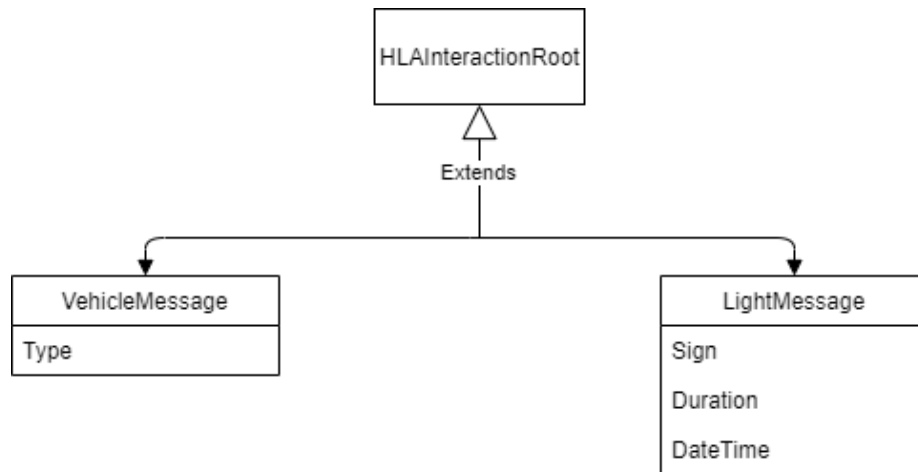 HLAInteractionRoot
Extends
VehicleMessage
Type
LightMessage
Sign
Duration
DateTime